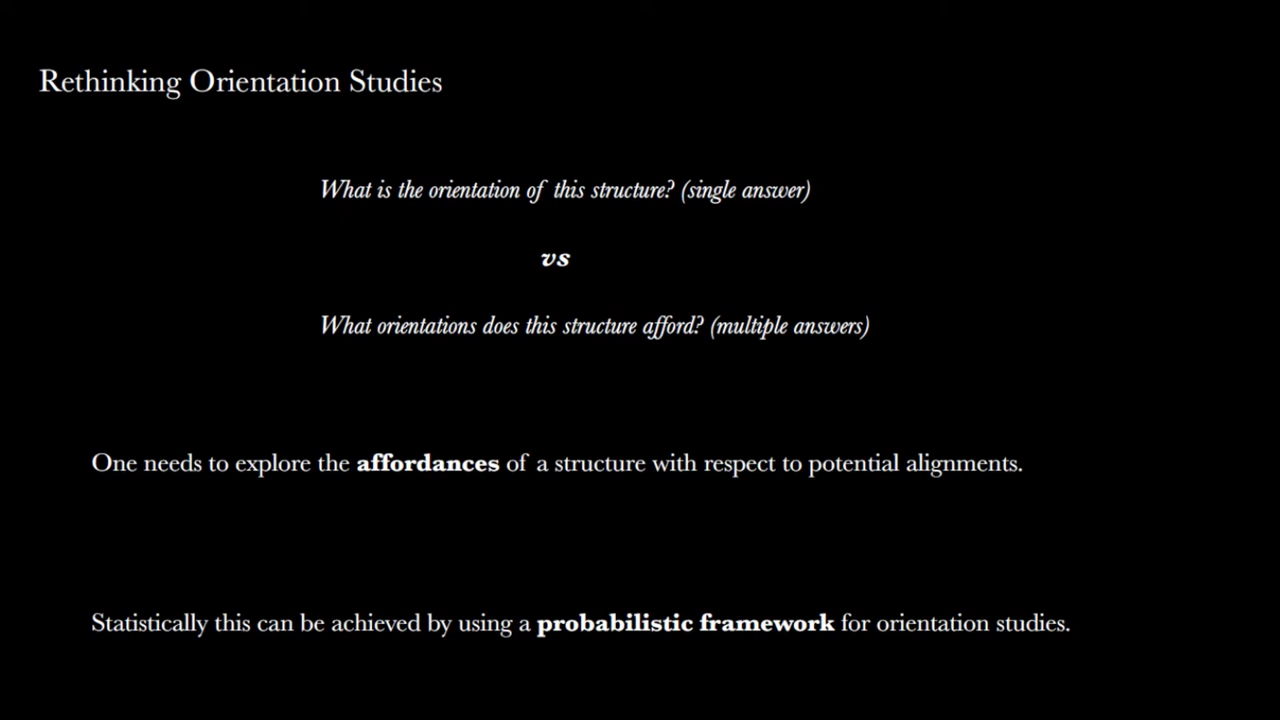 Rethinking Orientation Studies
What is the orientation of this structure? (single answer)
vs
What orientations does this structure afford? (multiple answers)
One needs to explore the affordances of a structure with respect to potential alignments.
Statistically this can be achieved by using a probabilistic framework for orientation studies.